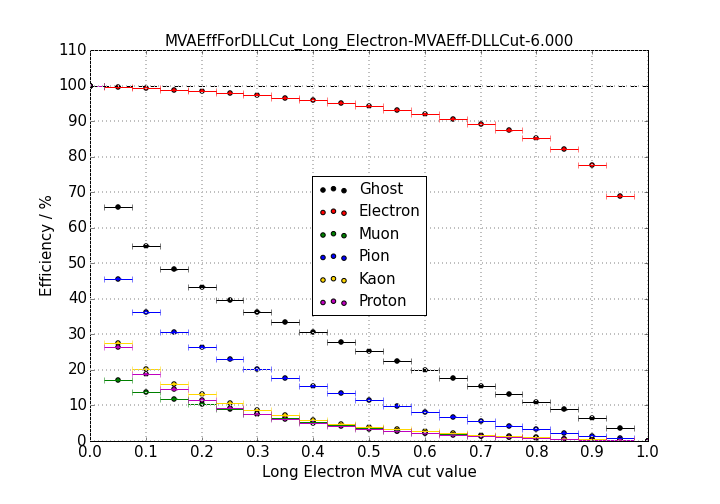 MVAEffForDLLCut_Long_Electron-MVAEff-DLLCut-6.000
110
100
90
80
70
60
50
40
30
20
10
0
Efficiency / %
Ghost
Electron
Muon
Pion
Kaon
Proton
0.0 0.1 0.2 0.3 0.4 0.5 0.6 0.7 0.8 0.9 1.0
Long Electron MVA cut value